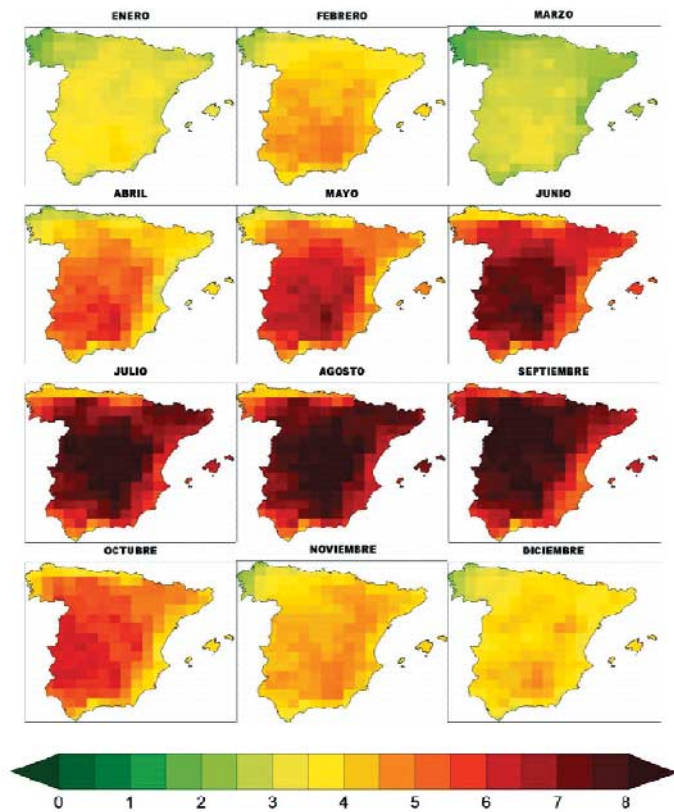 ENERO FEBRERO MARZO
ABRIL MAYO JUNIO
JULIO AGOSTO SEPTIEMBRE
OCTUBRE NOVIEMBRE DICIEMBRE
0 1 2 3 4 5 6 7 8